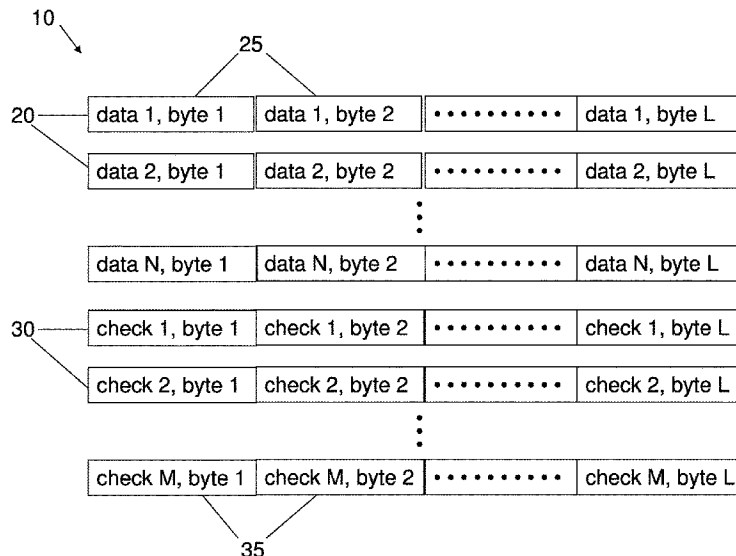 10
25
20
data 1, byte 1 data 1, byte 2 •••••••••• data 1, byte L
data 2, byte 1 data 2, byte 2 •••••••••• data 2, byte L
data N, byte 1 data N, byte 2 •••••••••• data N, byte L
30
check 1, byte 1 check 1, byte 2 •••••••••• check 1, byte L
check 2, byte 1 check 2, byte 2 •••••••••• check 2, byte L
check M, byte 1 check M, byte 2 •••••••••• check M, byte L
35